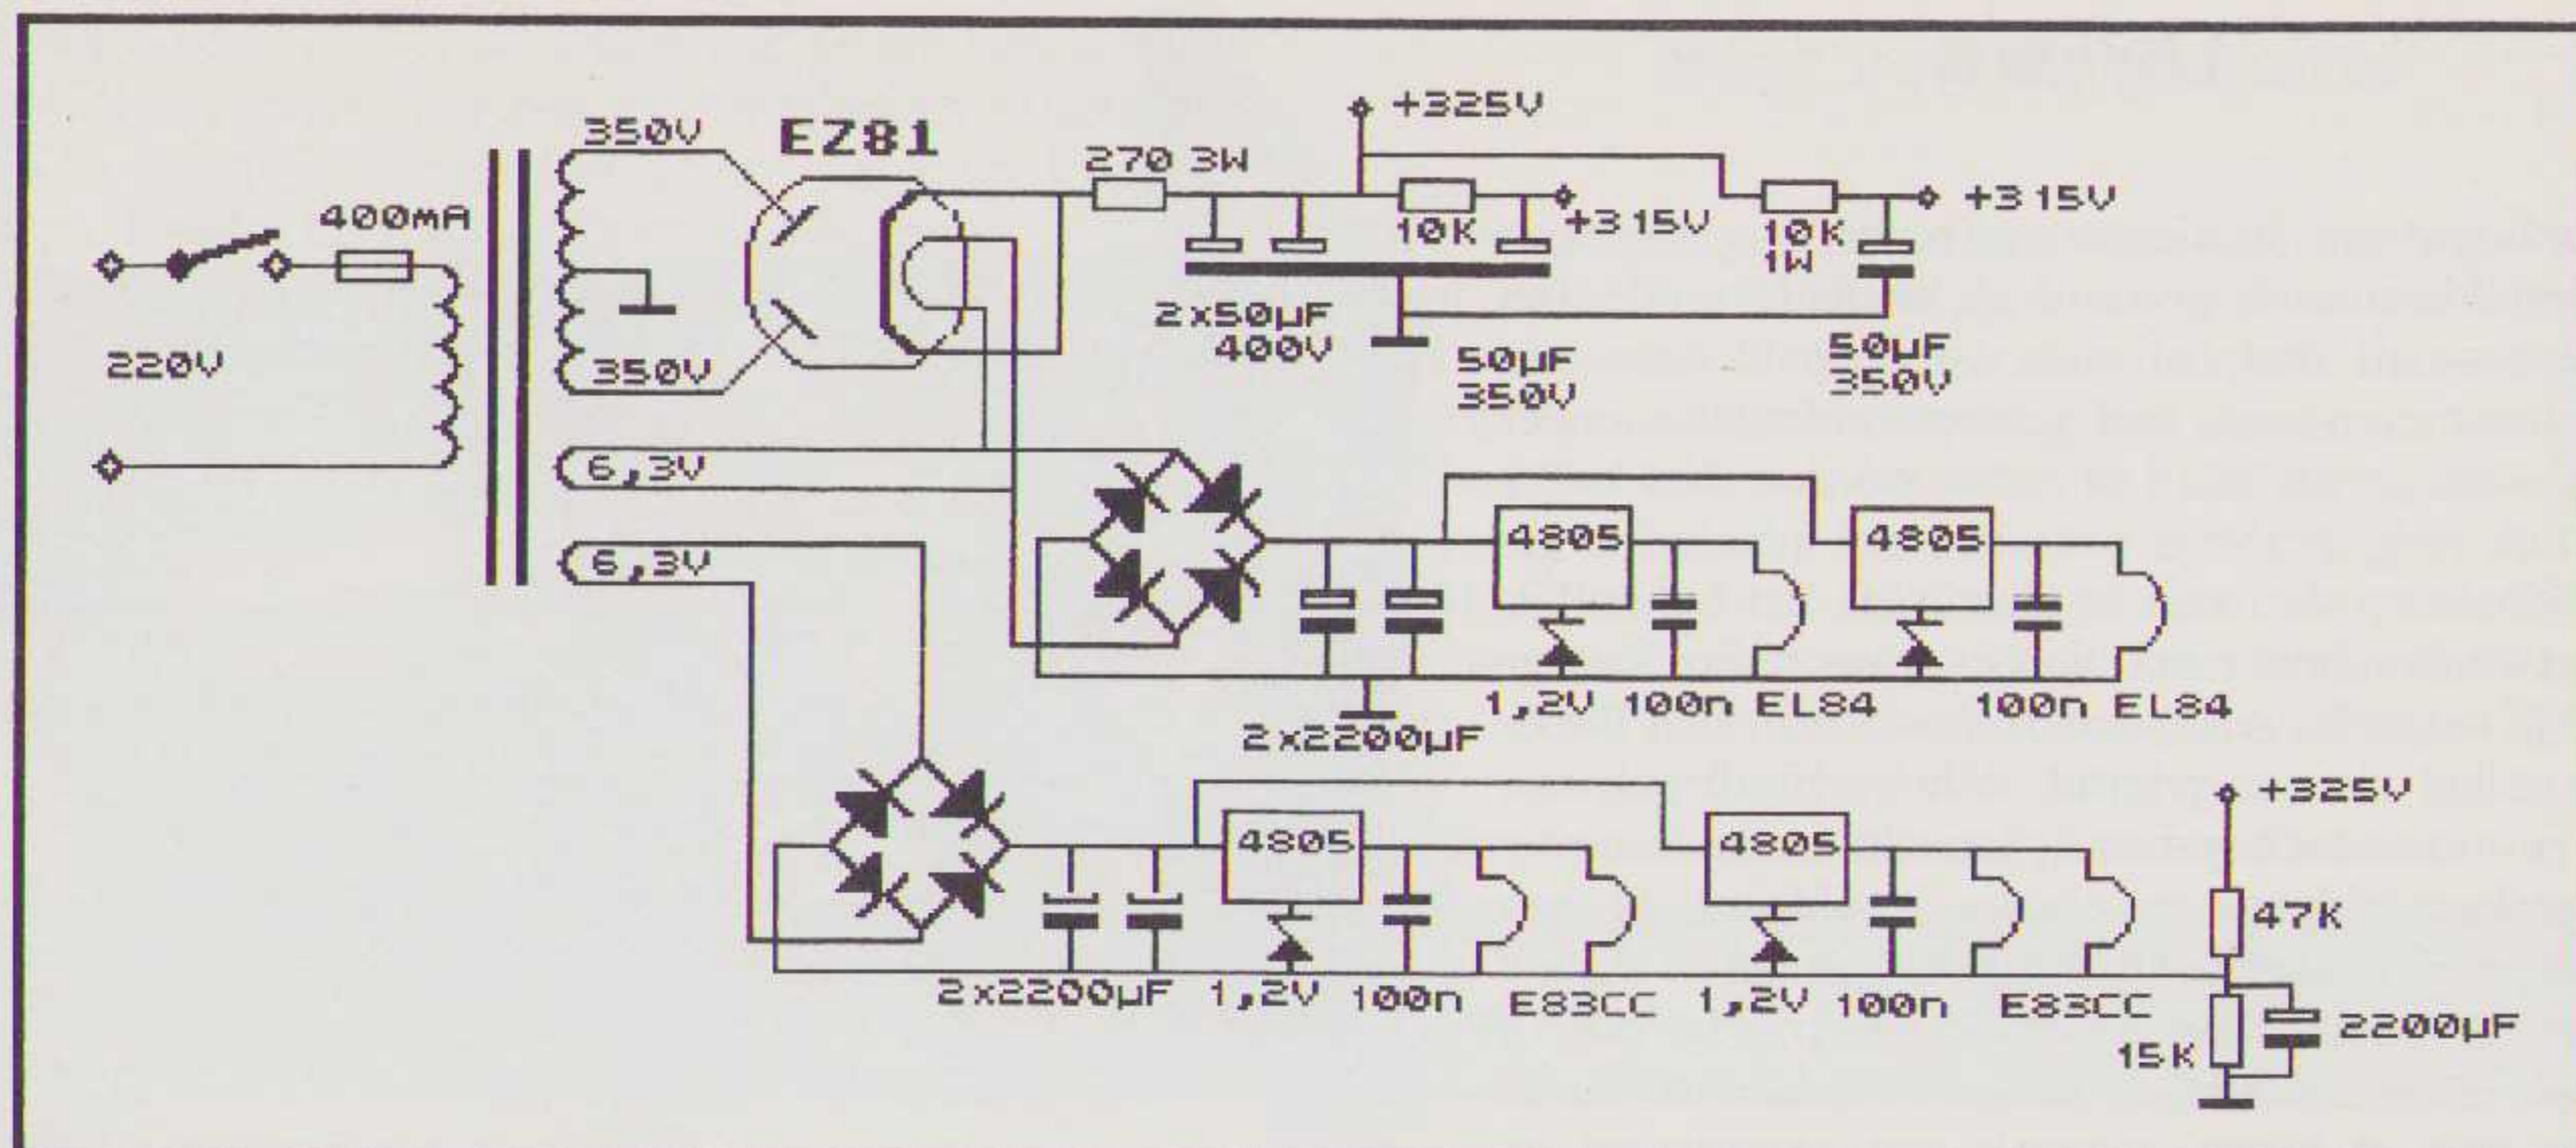 +325V
350V
EZ81
270 3W
400mA
+315V
+315V
10K
10K
1W
2x50µF
400V
220V
350V
50µF
350V
50µF
350V
6,3V
4805
4805
6,3V
1,2V 100n EL84
100n EL84
2x2200µF
+325V
4805
4805
47K
2x2200µF 1,2V 100n E83CC 1,2V 100n E83CC
2200µF
15K